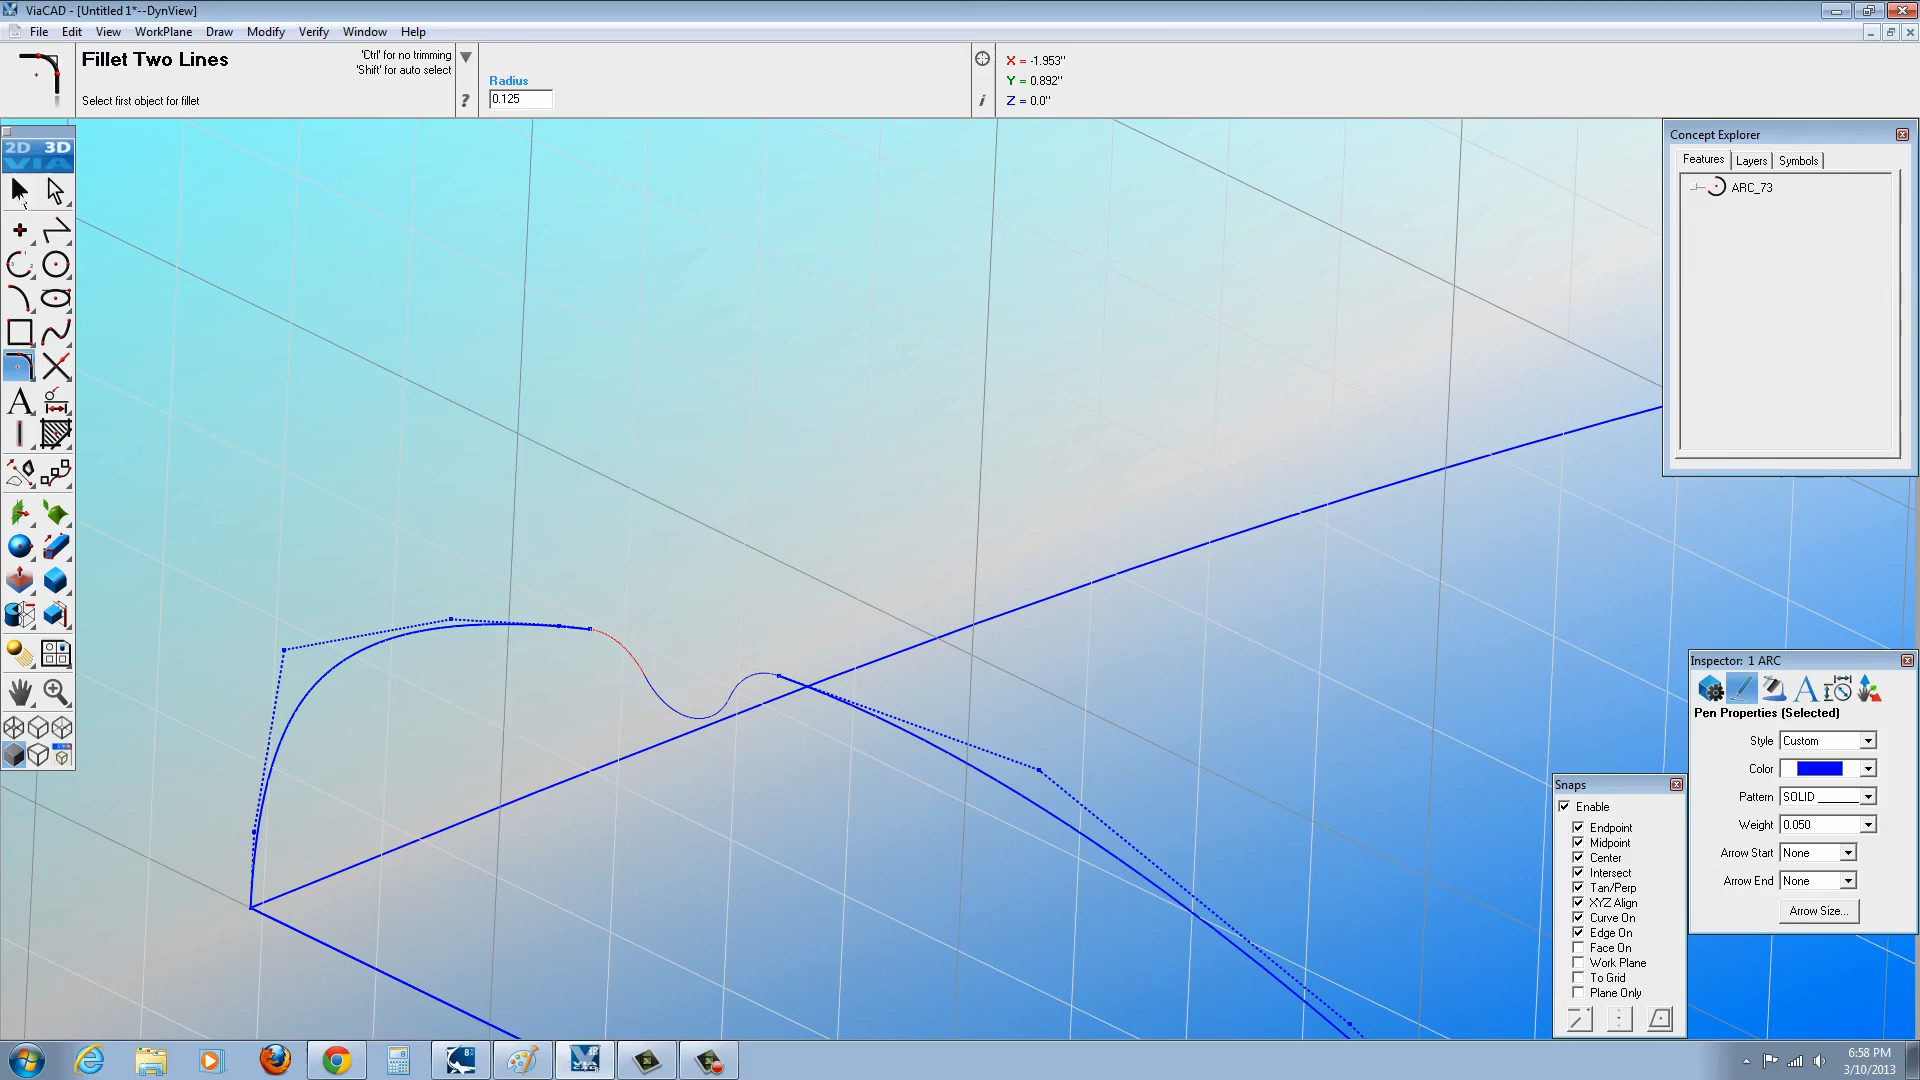 ViaCAD - [Untitled 1*--DynView]
File Edit View WorkPlane Draw Modify Verify Window Help
Fillet Two Lines
'Ctrl' for no trimming
'Shift' for auto select
Select first object for fillet
?
Radius
0.125
i
X = -1.953"
Y = 0.892"
Z = 0.0"
2D 3D
VIA
A
Concept Explorer
Features Layers Symbols
ARC_73
Inspector: 1 ARC
A
Pen Properties (Selected)
Style Custom
Color
Pattern SOLID
Weight 0.050
Arrow Start None
Arrow End None
Arrow Size...
Snaps
Enable
Endpoint
Midpoint
Center
Intersect
Tan/Perp
XYZ Align
Curve On
Edge On
Face On
Work Plane
To Grid
Plane Only
6:58 PM
3/10/2013